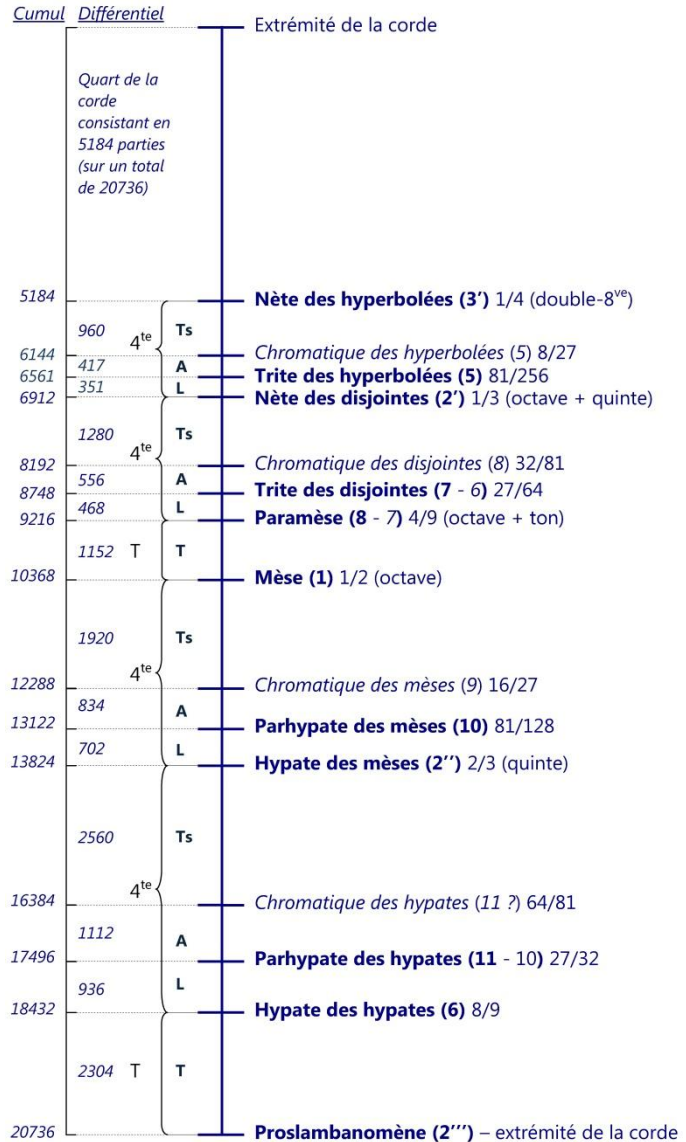 Cumul Différentiel
Extrémité de la corde
Quart de la
corde
consistant en
5184 parties
(sur un total
de 20736)
5184 Nète des hyperbolées (3’) 1/4 (double-8ve)
960 4te Ts
6144 Chromatique des hyperbolées (5) 8/27
417 A
6561 Trite des hyperbolées (5) 81/256
351 L
6912 Nète des disjointes (2’) 1/3 (octave + quinte)
1280 4te Ts
8192 Chromatique des disjointes (8) 32/81
556 A
8748 Trite des disjointes (7 - 6) 27/64
468 L
9216 Paramèse (8 - 7) 4/9 (octave + ton)
1152 T T
10368 Mèse (1) 1/2 (octave)
1920 4te Ts
12288 Chromatique des mèses (9) 16/27
834 A
13122 Parhypate des mèses (10) 81/128
702 L
13824 Hypate des mèses (2’’) 2/3 (quinte)
2560 4te Ts
16384 Chromatique des hypates (11 ?) 64/81
1112 A
17496 Parhypate des hypates (11 - 10) 27/32
936 L
18432 Hypate des hypates (6) 8/9
2304 T T
20736 Proslambanomène (2’’’) – extrémité de la corde